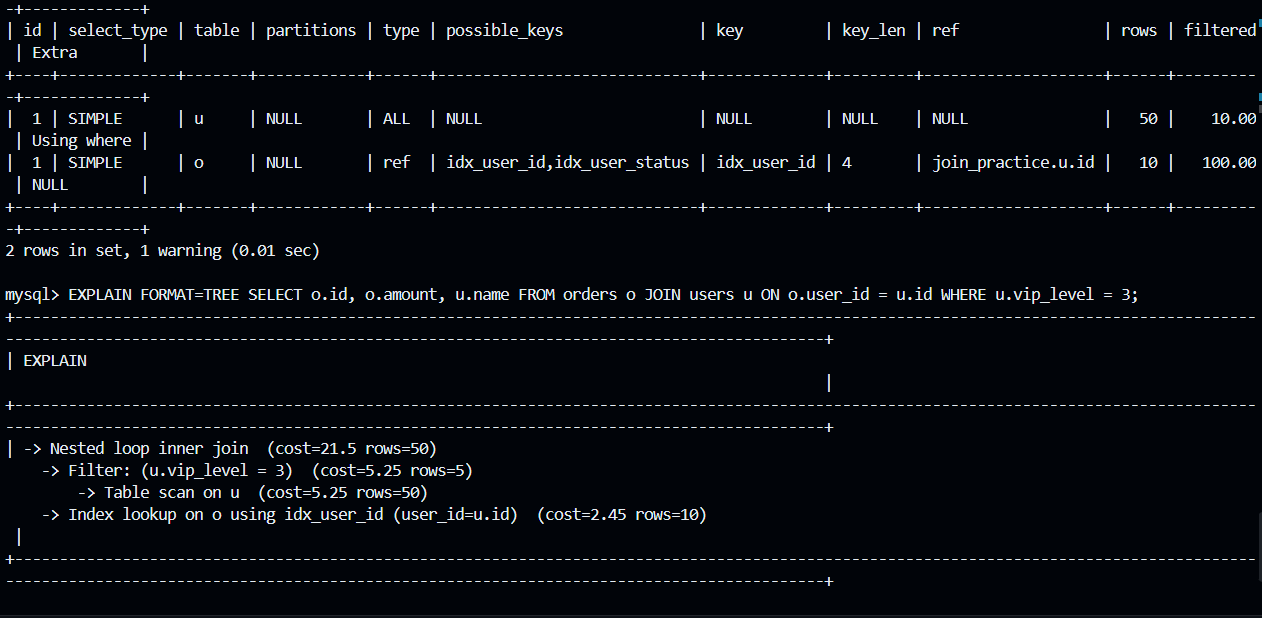 -+-------------+
| id | select_type | table | partitions | type | possible_keys               | key         | key_len | ref                | rows | filtered
 | Extra       |
+----+-------------+-------+------------+------+-----------------------------+-------------+---------+--------------------+------+---------
-+-------------+
|  1 | SIMPLE      | u     | NULL       | ALL  | NULL                        | NULL        | NULL    | NULL               |   50 |    10.00
 | Using where |
|  1 | SIMPLE      | o     | NULL       | ref  | idx_user_id,idx_user_status | idx_user_id | 4       | join_practice.u.id |   10 |   100.00
 | NULL        |
+----+-------------+-------+------------+------+-----------------------------+-------------+---------+--------------------+------+---------
-+-------------+
2 rows in set, 1 warning (0.01 sec)
mysql> EXPLAIN FORMAT=TREE SELECT o.id, o.amount, u.name FROM orders o JOIN users u ON o.user_id = u.id WHERE u.vip_level = 3;
+------------------------------------------------------------------------------------------------------------------------------------------
-------------------------------------------------------------------------------------------+
| EXPLAIN
                                                                                           |
+------------------------------------------------------------------------------------------------------------------------------------------
-------------------------------------------------------------------------------------------+
| -> Nested loop inner join  (cost=21.5 rows=50)
    -> Filter: (u.vip_level = 3)  (cost=5.25 rows=5)
        -> Table scan on u  (cost=5.25 rows=50)
    -> Index lookup on o using idx_user_id (user_id=u.id)  (cost=2.45 rows=10)
 |
+------------------------------------------------------------------------------------------------------------------------------------------
-------------------------------------------------------------------------------------------+